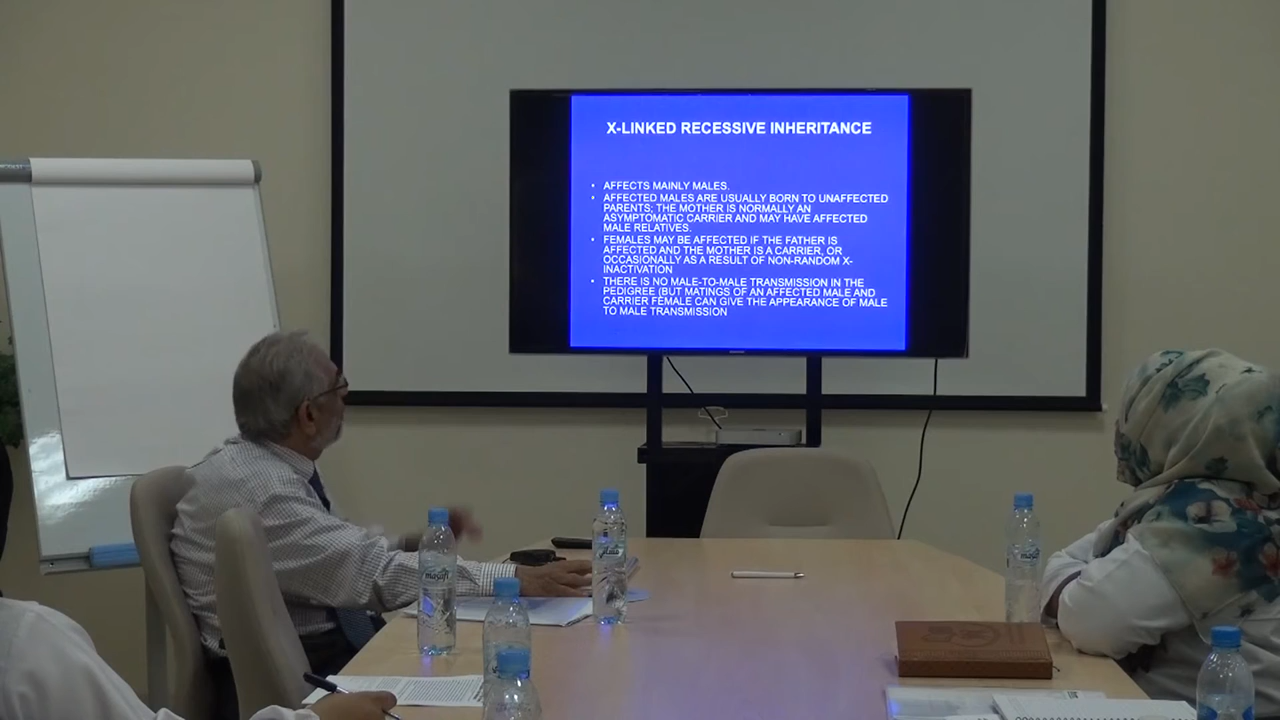 X-LINKED RECESSIVE INHERITANCE
• AFFECTS MAINLY MALES.
• AFFECTED MALES ARE USUALLY BORN TO UNAFFECTED
PARENTS; THE MOTHER IS NORMALLY AN
ASYMPTOMATIC CARRIER AND MAY HAVE AFFECTED
MALE RELATIVES.
• FEMALES MAY BE AFFECTED IF THE FATHER IS
AFFECTED AND THE MOTHER IS A CARRIER, OR
OCCASIONALLY AS A RESULT OF NON-RANDOM X-
INACTIVATION
• THERE IS NO MALE-TO-MALE TRANSMISSION IN THE
PEDIGREE (BUT MATINGS OF AN AFFECTED MALE AND
CARRIER FEMALE CAN GIVE THE APPEARANCE OF MALE
TO MALE TRANSMISSION
masafi